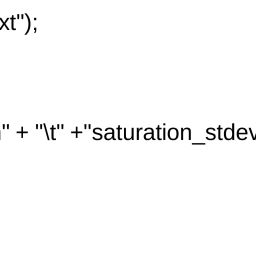 xt");
" + "\t" +"saturation_stdev